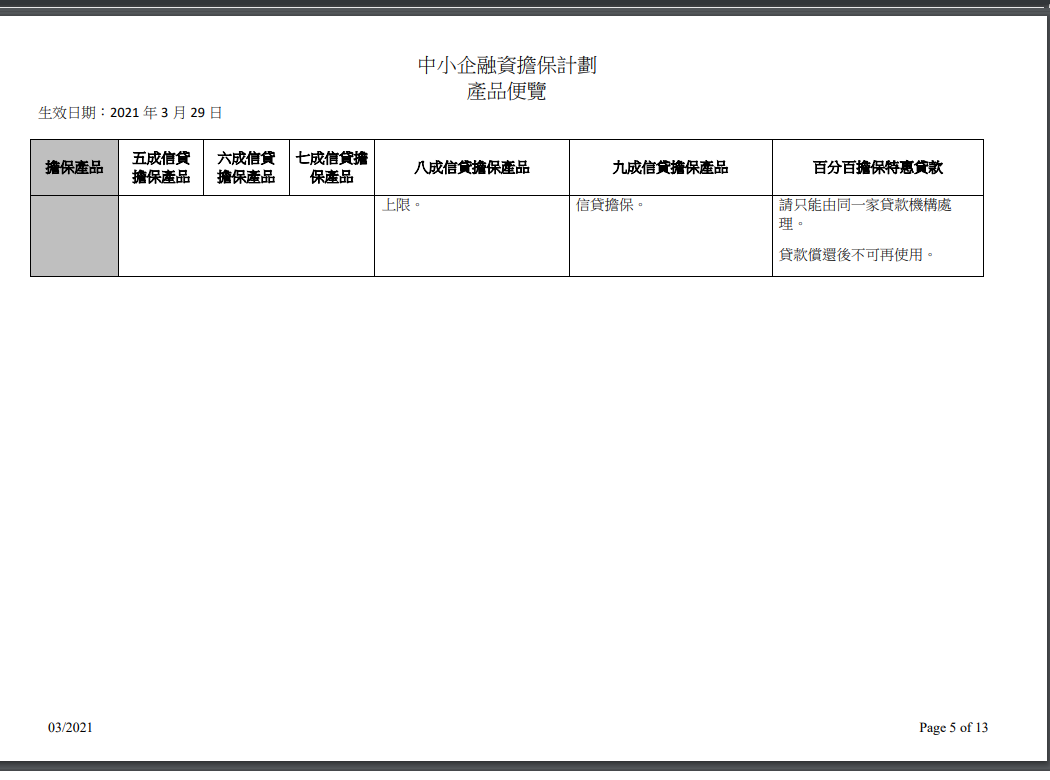 中小企融資擔保計劃
產品便覽
生效日期：2021 年 3 月 29 日
擔保產品
五成信貸
擔保產品
六成信貸
擔保產品
七成信貸擔
保產品
八成信貸擔保產品
九成信貸擔保產品
百分百擔保特惠貸款
上限。
信貸擔保。
請只能由同一家貸款機構處
理。
貸款償還後不可再使用。
03/2021
Page 5 of 13